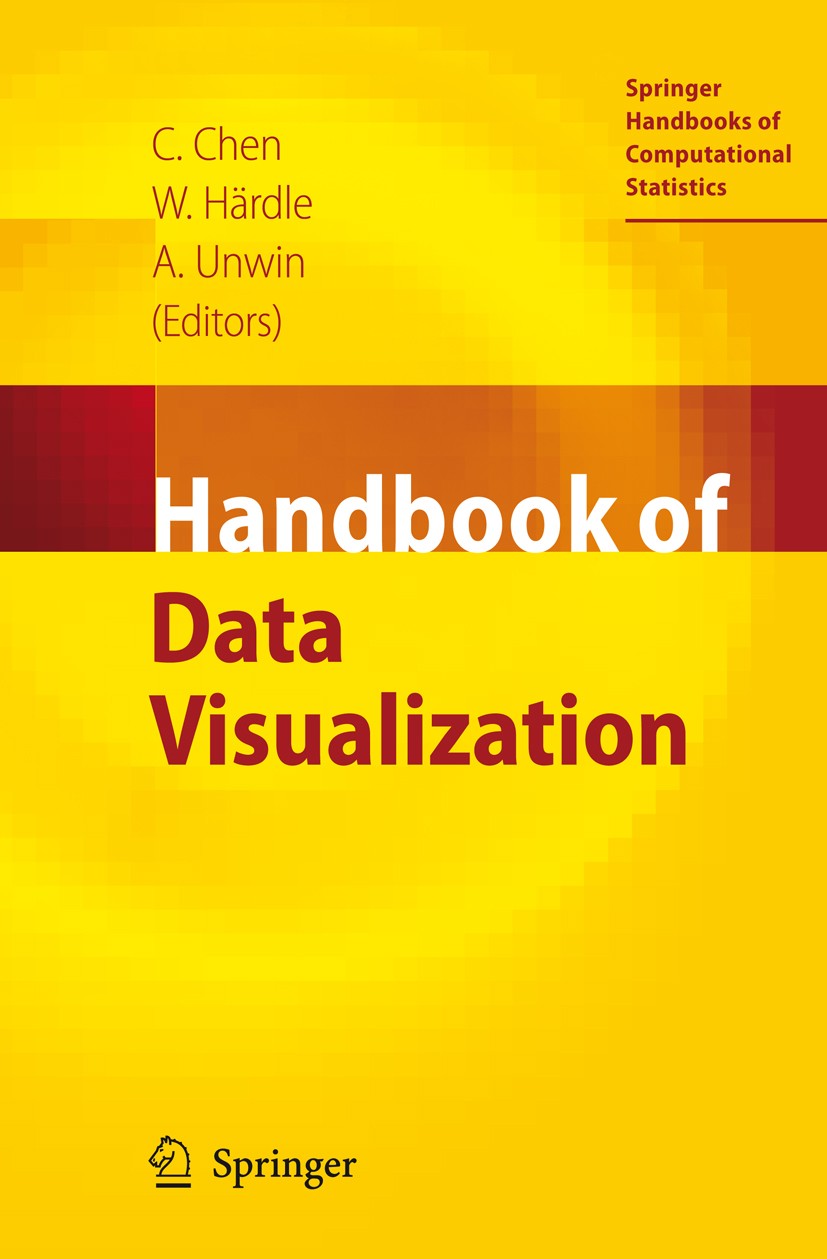 Springer
Handbooks of
Computational
Statistics
C. Chen
W. Härdle
A. Unwin
(Editors)
Handbook of
Data
Visualization
Springer